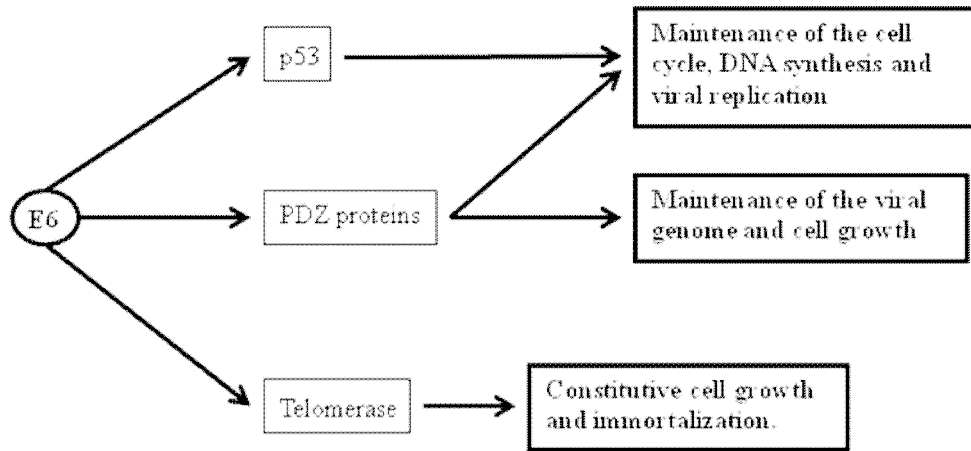 p53
Maintenance of the cell
cycle, DNA synthesis and
viral replication
E6
PDZ proteins
Maintenance of the viral
genome and cell growth
Telomerase
Constitutive cell growth
and immortalization.